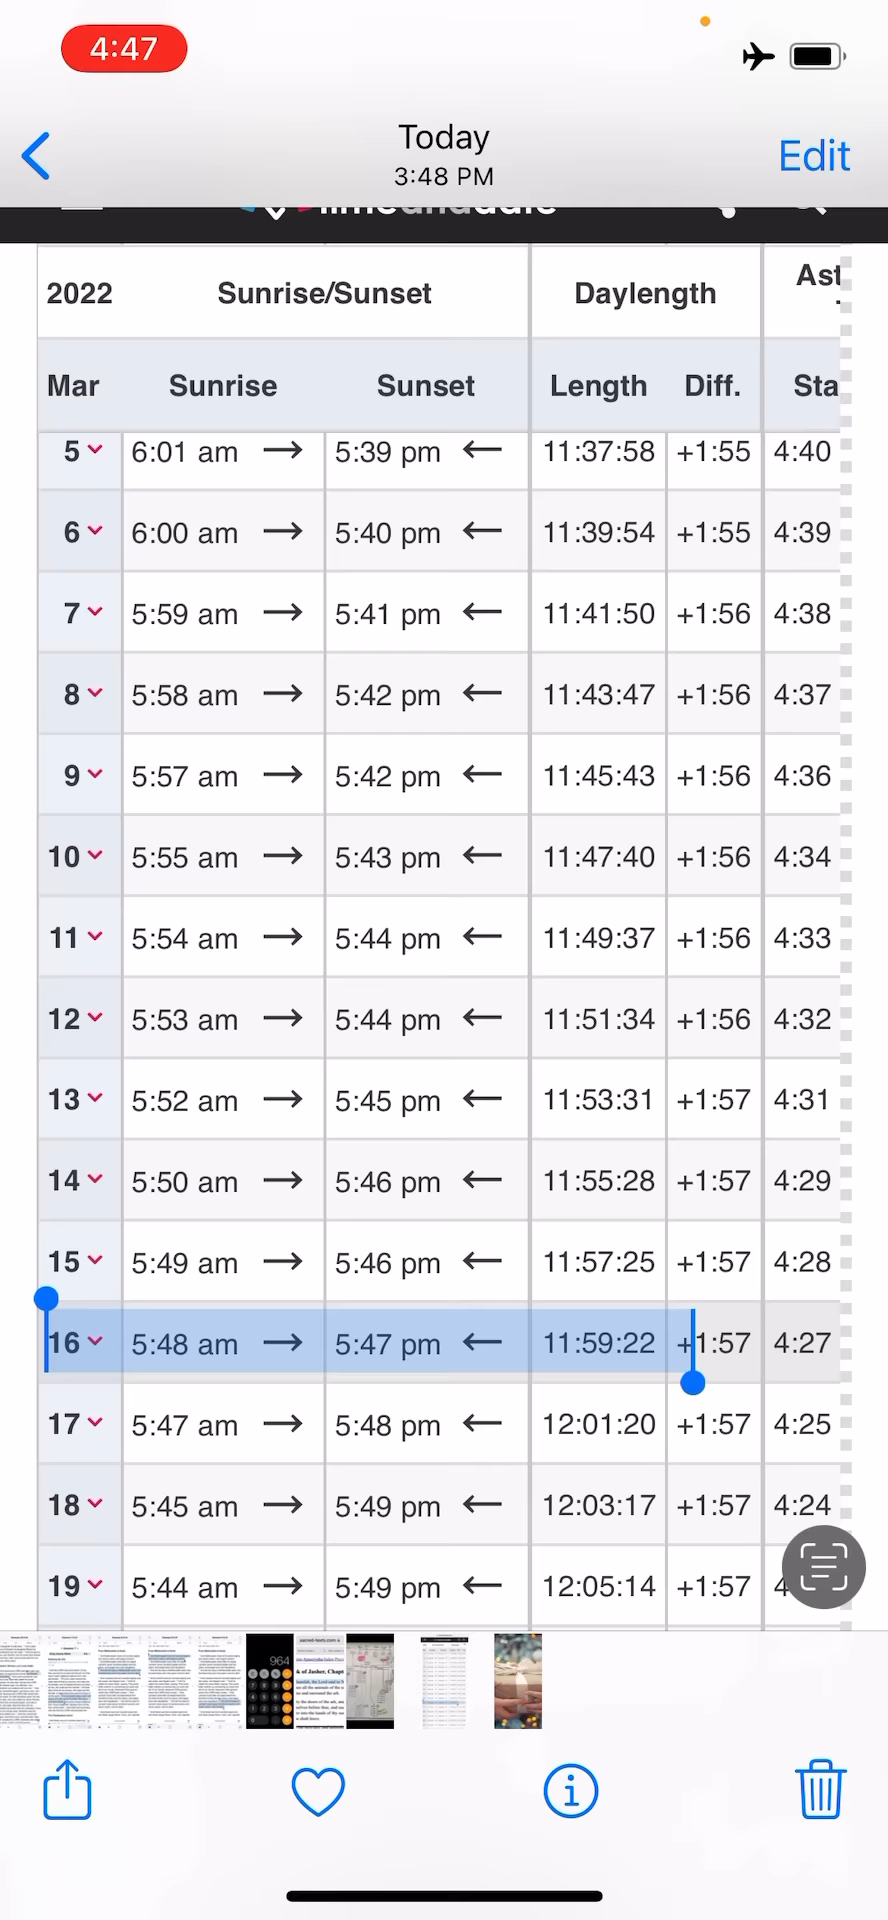 4:47
Today
3:48 PM
Edit
timeanddate
2022 Sunrise/Sunset Daylength Ast
Mar Sunrise Sunset Length Diff. Sta
5 6:01 am → 5:39 pm ← 11:37:58 +1:55 4:40
6 6:00 am → 5:40 pm ← 11:39:54 +1:55 4:39
7 5:59 am → 5:41 pm ← 11:41:50 +1:56 4:38
8 5:58 am → 5:42 pm ← 11:43:47 +1:56 4:37
9 5:57 am → 5:42 pm ← 11:45:43 +1:56 4:36
10 5:55 am → 5:43 pm ← 11:47:40 +1:56 4:34
11 5:54 am → 5:44 pm ← 11:49:37 +1:56 4:33
12 5:53 am → 5:44 pm ← 11:51:34 +1:56 4:32
13 5:52 am → 5:45 pm ← 11:53:31 +1:57 4:31
14 5:50 am → 5:46 pm ← 11:55:28 +1:57 4:29
15 5:49 am → 5:46 pm ← 11:57:25 +1:57 4:28
16 5:48 am → 5:47 pm ← 11:59:22 +1:57 4:27
17 5:47 am → 5:48 pm ← 12:01:20 +1:57 4:25
18 5:45 am → 5:49 pm ← 12:03:17 +1:57 4:24
19 5:44 am → 5:49 pm ← 12:05:14 +1:57 4
964
& of Jasher, Chapt